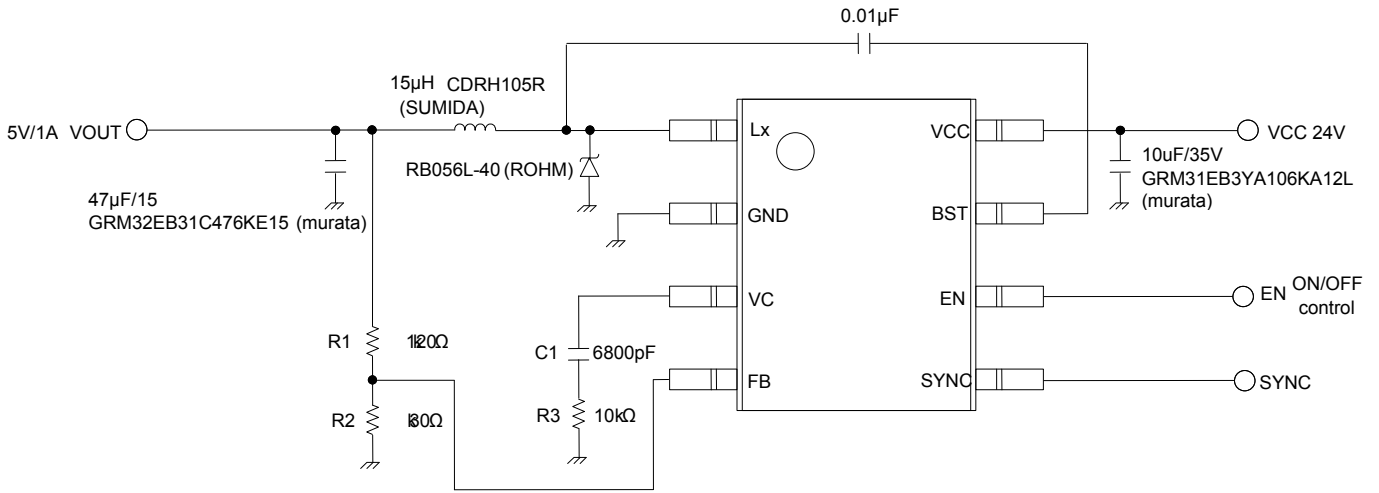 0.01µF
15µH CDRH105R
(SUMIDA)
5V/1A VOUT
Lx
VCC
VCC 24V
RB056L-40 (ROHM)
10uF/35V
GRM31EB3YA106KA12L
(murata)
47µF/15
GRM32EB31C476KE15 (murata)
GND
BST
VC
EN
EN ON/OFF
control
R1
C1 6800pF
FB
SYNC
SYNC
R2
R3 10kΩ